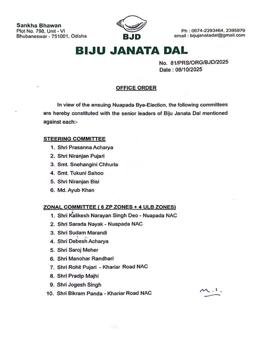 Sankha Bhawan
Plot No. 798, Unit - VI
Bhubaneswar - 751001, Odisha
BJD
Ph : 0674-2393464, 2395979
email : bijujanatadal@gmail.com
BIJU JANATA DAL
No. 81/PRS/ORG/BJD/2025
Date : 08/10/2025
OFFICE ORDER
In view of the ensuing Nuapada Bye-Election, the following committees
are hereby constituted with the senior leaders of Biju Janata Dal mentioned
against each:-
STEERING COMMITTEE
1. Shri Prasanna Acharya
2. Shri Niranjan Pujari
3. Smt. Snehangini Chhuria
4. Smt. Tukuni Sahoo
5. Shri Niranjan Bisi
6. Md. Ayub Khan
ZONAL COMMITTEE ( 6 ZP ZONES + 4 ULB ZONES)
1. Shri Kalikesh Narayan Singh Deo - Nuapada NAC
2. Shri Sarada Nayak - Nuapada NAC
3. Shri Sudam Marandi
4. Shri Debesh Acharya
5. Shri Saroj Meher
6. Shri Manohar Randhari
7. Shri Rohit Pujari - Khariar Road NAC
8. Shri Pradip Majhi
9. Shri Jogesh Singh
10. Shri Bikram Panda - Khariar Road NAC